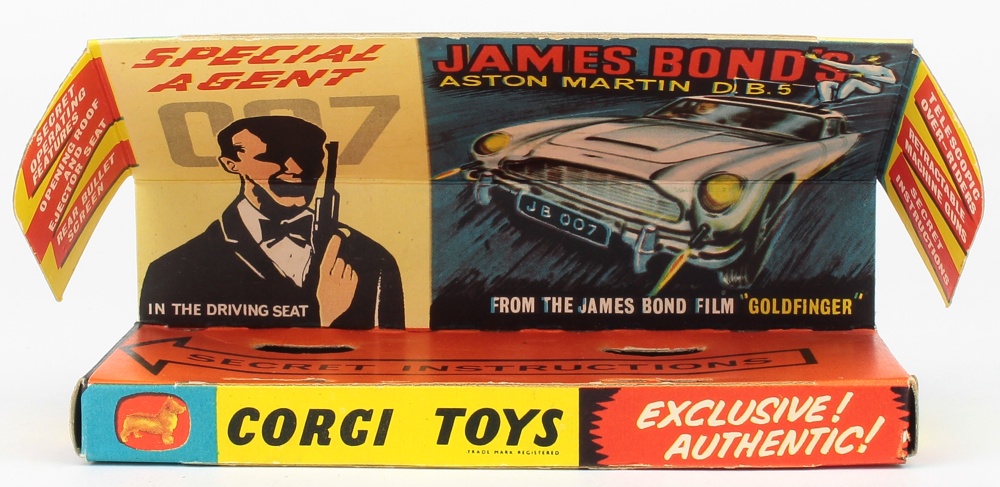 SPECIAL
AGENT
007
IN THE DRIVING SEAT
JAMES BOND'S
ASTON MARTIN D.B.5
JB 007
FROM THE JAMES BOND FILM "GOLDFINGER"
SECRET
OPERATING
FEATURES
OPENING ROOF
AND
EJECTOR SEAT
REAR BULLET
SCREEN
TELESCOPIC
OVER-RIDERS
RETRACTABLE
MACHINE GUNS
SECRET
INSTRUCTIONS
SECRET INSTRUCTIONS
CORGI TOYS
TRADE MARK REGISTERED
EXCLUSIVE!
AUTHENTIC!